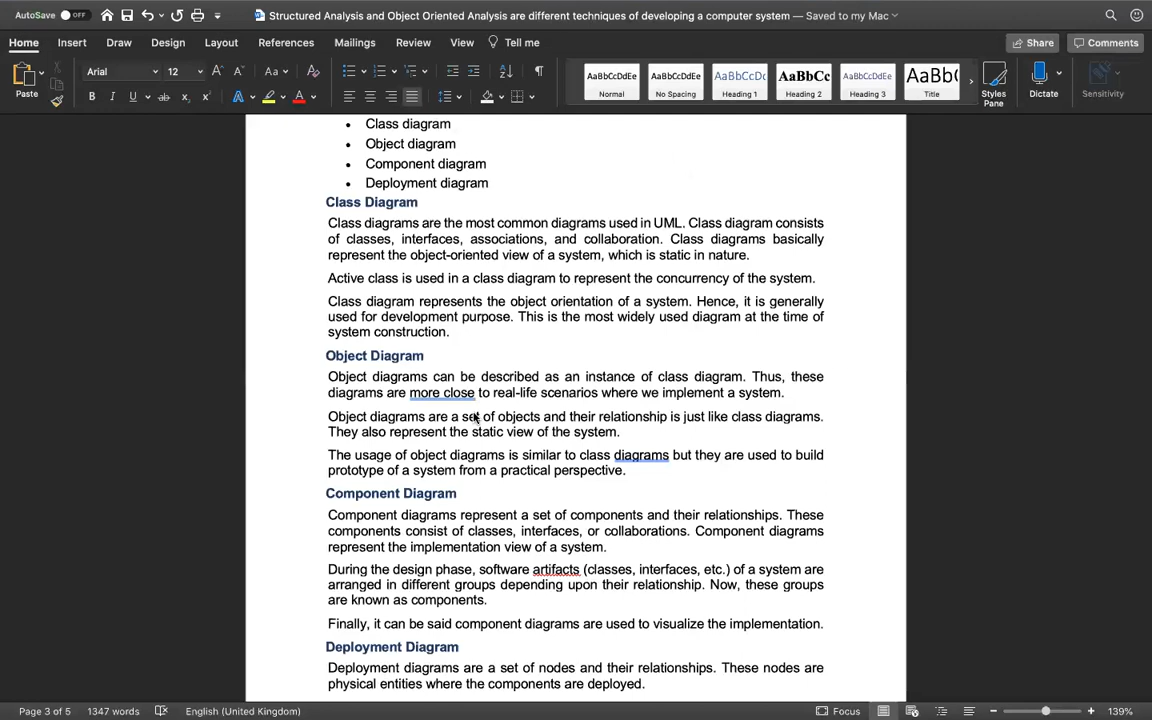 AutoSave OFF Structured Analysis and Object Oriented Analysis are different techniques of developing a computer system — Saved to my Mac
Home Insert Draw Design Layout References Mailings Review View Tell me Share Comments
Paste Arial 12 Aa AaBbCcDdEe Normal AaBbCcDdEe No Spacing AaBbCcDc Heading 1 AaBbCc Heading 2 AaBbCcDdEe Heading 3 AaBb( Title Styles Pane Dictate Sensitivity
B I U ab x₂ x² A A
• Class diagram
• Object diagram
• Component diagram
• Deployment diagram
Class Diagram
Class diagrams are the most common diagrams used in UML. Class diagram consists
of classes, interfaces, associations, and collaboration. Class diagrams basically
represent the object-oriented view of a system, which is static in nature.
Active class is used in a class diagram to represent the concurrency of the system.
Class diagram represents the object orientation of a system. Hence, it is generally
used for development purpose. This is the most widely used diagram at the time of
system construction.
Object Diagram
Object diagrams can be described as an instance of class diagram. Thus, these
diagrams are more close to real-life scenarios where we implement a system.
Object diagrams are a set of objects and their relationship is just like class diagrams.
They also represent the static view of the system.
The usage of object diagrams is similar to class diagrams but they are used to build
prototype of a system from a practical perspective.
Component Diagram
Component diagrams represent a set of components and their relationships. These
components consist of classes, interfaces, or collaborations. Component diagrams
represent the implementation view of a system.
During the design phase, software artifacts (classes, interfaces, etc.) of a system are
arranged in different groups depending upon their relationship. Now, these groups
are known as components.
Finally, it can be said component diagrams are used to visualize the implementation.
Deployment Diagram
Deployment diagrams are a set of nodes and their relationships. These nodes are
physical entities where the components are deployed.
Page 3 of 5 1347 words English (United Kingdom) Focus 139%